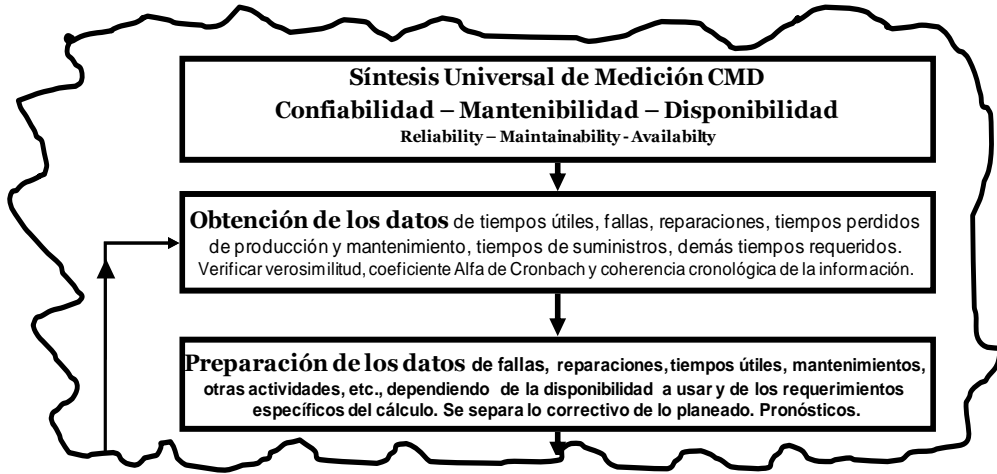 Síntesis Universal de Medición CMD
Confiabilidad – Mantenibilidad – Disponibilidad
Reliability – Maintainability - Availabilty
Obtención de los datos de tiempos útiles, fallas, reparaciones, tiempos perdidos
de producción y mantenimiento, tiempos de suministros, demás tiempos requeridos.
Verificar verosimilitud, coeficiente Alfa de Cronbach y coherencia cronológica de la información.
Preparación de los datos de fallas, reparaciones, tiempos útiles, mantenimientos,
otras actividades, etc., dependiendo de la disponibilidad a usar y de los requerimientos
específicos del cálculo. Se separa lo correctivo de lo planeado. Pronósticos.